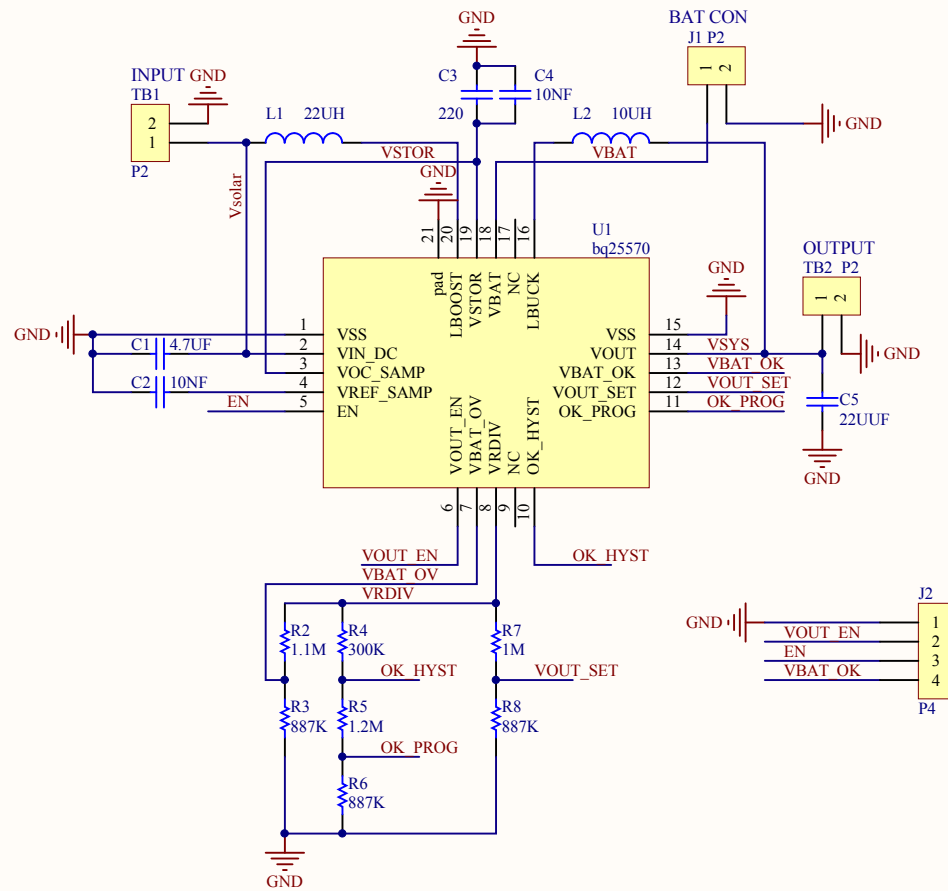 BAT CON
J1 P2
1
2
GND
GND
C3
220
C4
10NF
INPUT
TB1
2
1
P2
GND
L1 22UH
L2 10UH
VSTOR
VBAT
GND
Vsolar
21
20
19
18
17
16
U1
bq25570
pad
LBOOST
VSTOR
VBAT
NC
LBUCK
OUTPUT
TB2 P2
1
2
GND
GND
GND
C1 4.7UF
C2 10NF
EN
1 VSS
2 VIN_DC
3 VOC_SAMP
4 VREF_SAMP
5 EN
VSS 15
VOUT 14 VSYS
VBAT_OK 13 VBAT_OK
VOUT_SET 12 VOUT_SET
OK_PROG 11 OK_PROG
C5
22UUF
GND
VOUT_EN
VBAT_OV
VRDIV
NC
OK_HYST
6
7
8
9
10
VOUT_EN
VBAT_OV
VRDIV
OK_HYST
R2
1.1M
R4
300K
R7
1M
OK_HYST
VOUT_SET
R3
887K
R5
1.2M
R8
887K
OK_PROG
R6
887K
GND
J2
GND 1
VOUT_EN 2
EN 3
VBAT_OK 4
P4